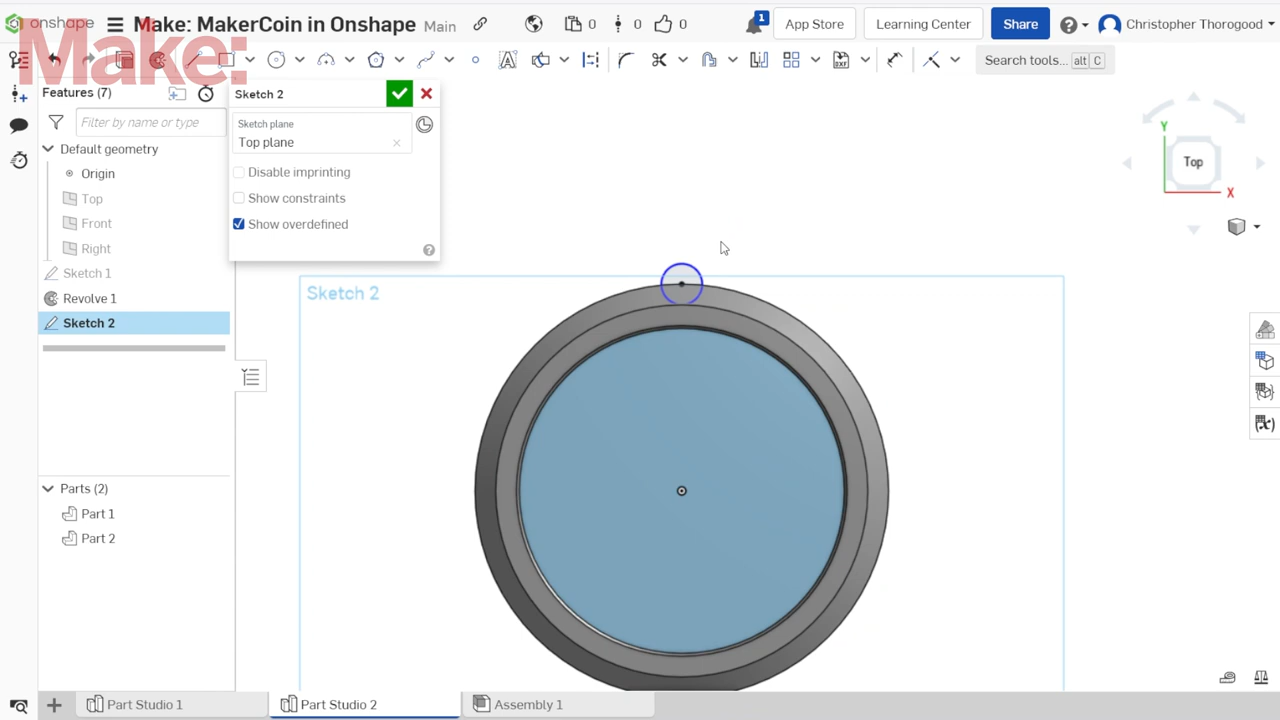 onshape
Make: MakerCoin in Onshape
Main
0
0
0
1
App Store
Learning Center
Share
Christopher Thorogood
Make:
Search tools...
alt
C
Features (7)
Filter by name or type
Default geometry
Origin
Top
Front
Right
Sketch 1
Revolve 1
Sketch 2
Parts (2)
Part 1
Part 2
Sketch 2
Sketch plane
Top plane
Disable imprinting
Show constraints
Show overdefined
Sketch 2
Y
Top
X
Part Studio 1
Part Studio 2
Assembly 1